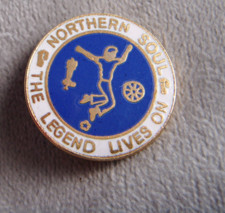 NORTHERN SOUL
THE LEGEND LIVES ON